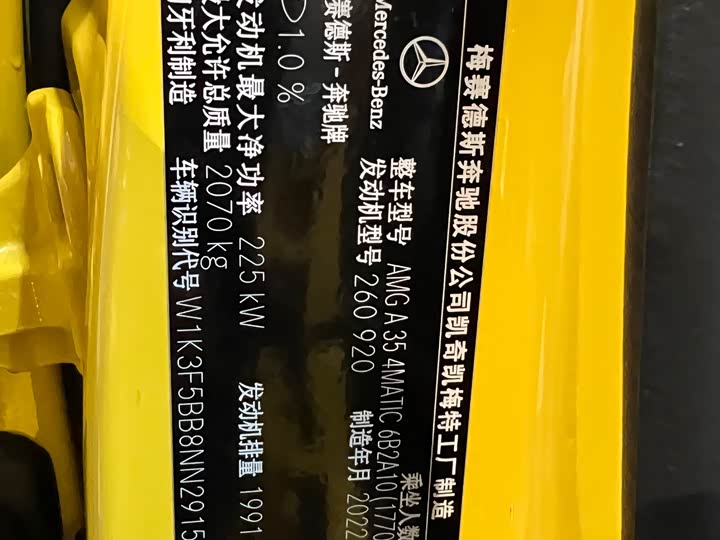 梅赛德斯奔驰股份公司凯奇凯梅特工厂制造
Mercedes-Benz
乘坐人数
整车型号 AMG A 35 4MATIC 6B2A10 (1770
赛德斯-奔驰牌 发动机型号 260 920 制造年月 2022
1.0 %
发动机最大净功率 225 kW 发动机排量 1991
最大允许总质量 2070 kg
牙利制造 车辆识别代号 W1K3F5BB8NN2915